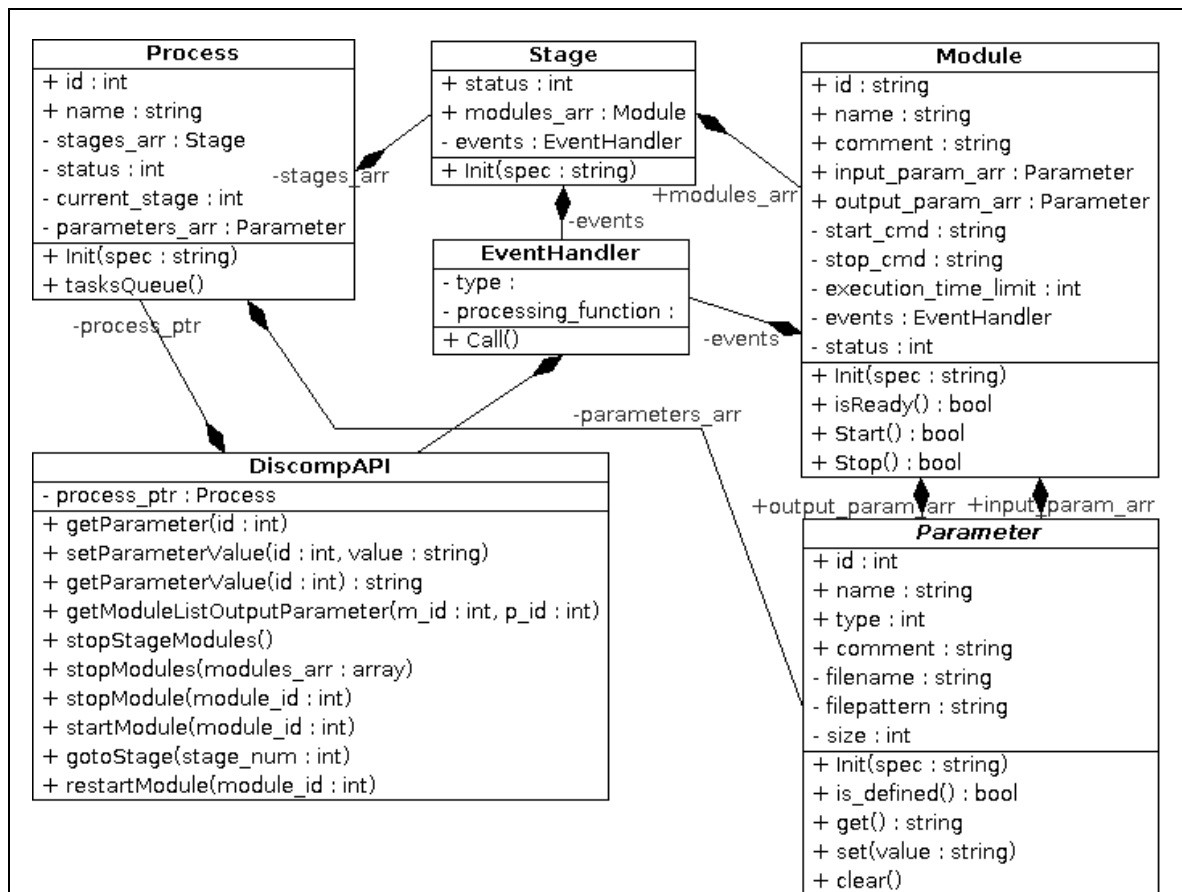 Process
+ id : int
+ name : string
- stages_arr : Stage
- status : int
- current_stage : int
- parameters_arr : Parameter
+ Init(spec : string)
+ tasksQueue()
Stage
+ status : int
+ modules_arr : Module
- events : EventHandler
+ Init(spec : string)
Module
+ id : string
+ name : string
+ comment : string
+ input_param_arr : Parameter
+ output_param_arr : Parameter
- start_cmd : string
- stop_cmd : string
- execution_time_limit : int
- events : EventHandler
- status : int
+ Init(spec : string)
+ isReady() : bool
+ Start() : bool
+ Stop() : bool
-stages_arr
+modules_arr
-events
EventHandler
- type :
- processing_function :
+ Call()
-events
-process_ptr
-parameters_arr
DiscompAPI
- process_ptr : Process
+ getParameter(id : int)
+ setParameterValue(id : int, value : string)
+ getParameterValue(id : int) : string
+ getModuleListOutputParameter(m_id : int, p_id : int)
+ stopStageModules()
+ stopModules(modules_arr : array)
+ stopModule(module_id : int)
+ startModule(module_id : int)
+ gotoStage(stage_num : int)
+ restartModule(module_id : int)
+output_param_arr
+input_param_arr
Parameter
+ id : int
+ name : string
+ type : int
+ comment : string
- filename : string
- filepattern : string
- size : int
+ Init(spec : string)
+ is_defined() : bool
+ get() : string
+ set(value : string)
+ clear()